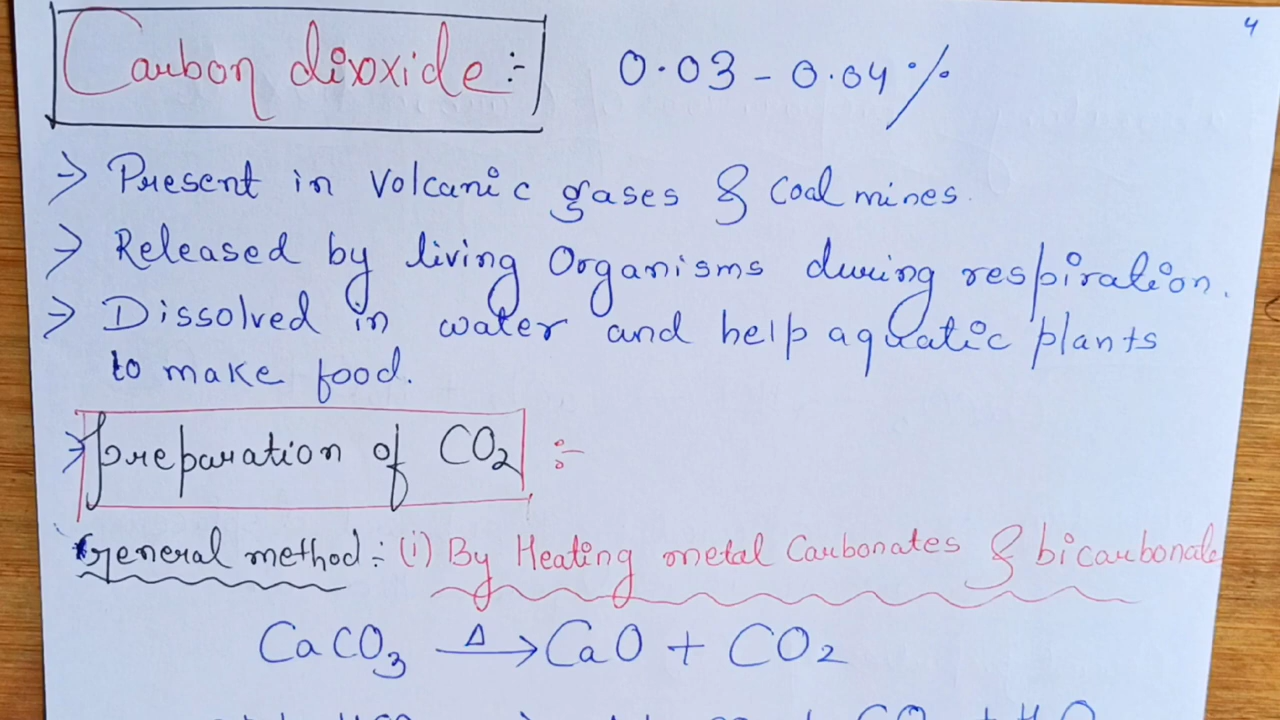 4
Carbon dioxide :- 0.03 - 0.04 %
→ Present in volcanic gases & coal mines.
→ Released by living Organisms during respiration.
→ Dissolved in water and help aquatic plants
to make food.
→ preparation of CO₂ :-
General method :- (i) By Heating metal Carbonates & bicarbonate
CaCO₃ —Δ→ CaO + CO₂